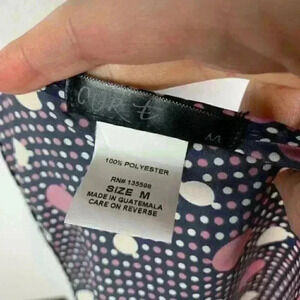 M
100% POLYESTER
RN# 135598
SIZE M
MADE IN GUATEMALA
CARE ON REVERSE